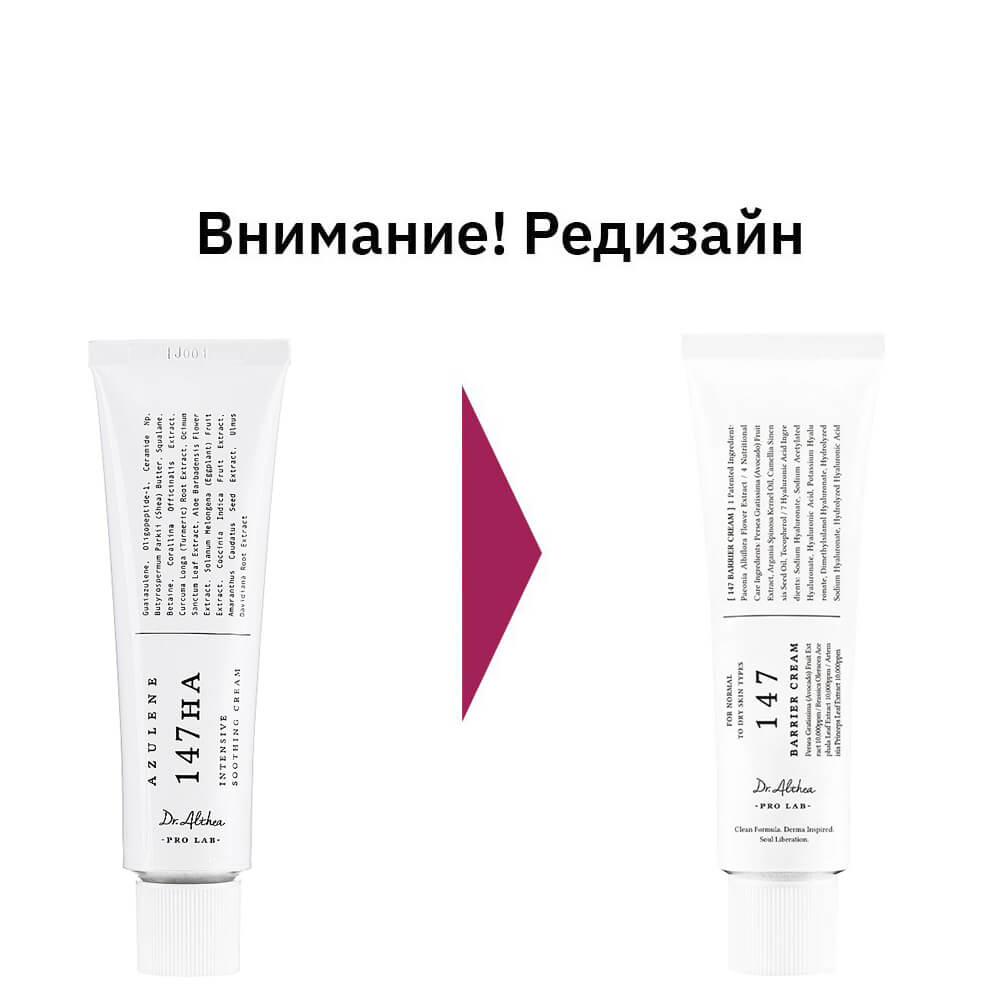 Внимание! Редизайн
[J001
Guaiazulene, Oligopeptide-1, Ceramide Np,
Butyrospermum Parkii (Shea) Butter, Squalane,
Betaine, Corallina Officinalis Extract,
Curcuma Longa (Turmeric) Root Extract, Ocimum
Sanctum Leaf Extract, Aloe Barbadensis Flower
Extract, Solanum Melongena (Eggplant) Fruit
Extract, Coccinia Indica Fruit Extract,
Amaranthus Caudatus Seed Extract, Ulmus
Davidiana Root Extract
AZULENE
147HA
INTENSIVE
SOOTHING CREAM
Dr.Althea
-PRO LAB-
[ 147 BARRIER CREAM ] 1 Patented Ingredient:
Paeonia Albiflora Flower Extract / 4 Nutritional
Care Ingredients: Persea Gratissima (Avocado) Fruit
Extract, Argania Spinosa Kernel Oil, Camellia Sinen
sis Seed Oil, Tocopherol / 7 Hyaluronic Acid Ingre
dients: Sodium Hyaluronate, Sodium Acetylated
Hyaluronate, Hyaluronic Acid, Potassium Hyalu
ronate, Dimethylsilanol Hyaluronate, Hydrolyzed
Sodium Hyaluronate, Hydrolyzed Hyaluronic Acid
FOR NORMAL
TO DRY SKIN TYPES
147
BARRIER CREAM
Persea Gratissima (Avocado) Fruit Ext
ract 10,000ppm / Brassica Oleracea Ace
phala Leaf Extract 10,000ppm / Artem
isia Princeps Leaf Extract 10,000ppm
Dr.Althea
-PRO LAB-
Clean Formula. Derma Inspired.
Soul Liberation.